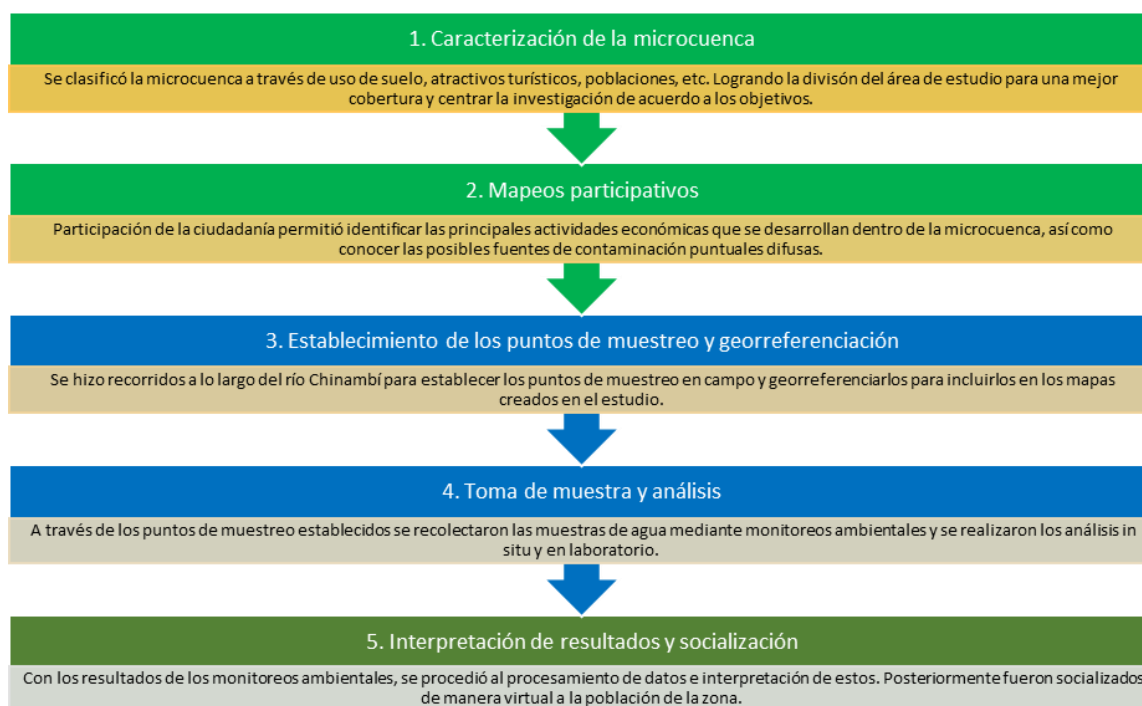 1. Caracterización de la microcuenca
Se clasificó la microcuenca a través de uso de suelo, atractivos turísticos, poblaciones, etc. Logrando la divisón del área de estudio para una mejor
cobertura y centrar la investigación de acuerdo a los objetivos.
2. Mapeos participativos
Participación de la ciudadanía permitió identificar las principales actividades económicas que se desarrollan dentro de la microcuenca, así como
conocer las posibles fuentes de contaminación puntuales difusas.
3. Establecimiento de los puntos de muestreo y georreferenciación
Se hizo recorridos a lo largo del río Chinambí para establecer los puntos de muestreo en campo y georreferenciarlos para incluirlos en los mapas
creados en el estudio.
4. Toma de muestra y análisis
A través de los puntos de muestreo establecidos se recolectaron las muestras de agua mediante monitoreos ambientales y se realizaron los análisis in
situ y en laboratorio.
5. Interpretación de resultados y socialización
Con los resultados de los monitoreos ambientales, se procedió al procesamiento de datos e interpretación de estos. Posteriormente fueron socializados
de manera virtual a la población de la zona.